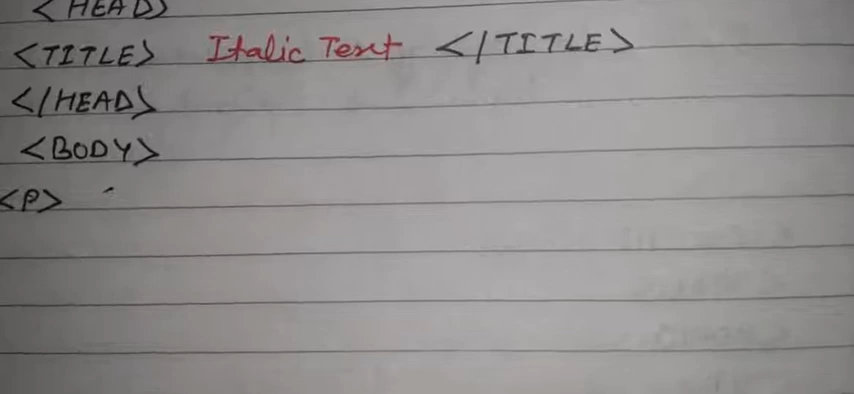 <HEAD>
<TITLE> Italic Text </TITLE>
</HEAD>
<BODY>
<P>